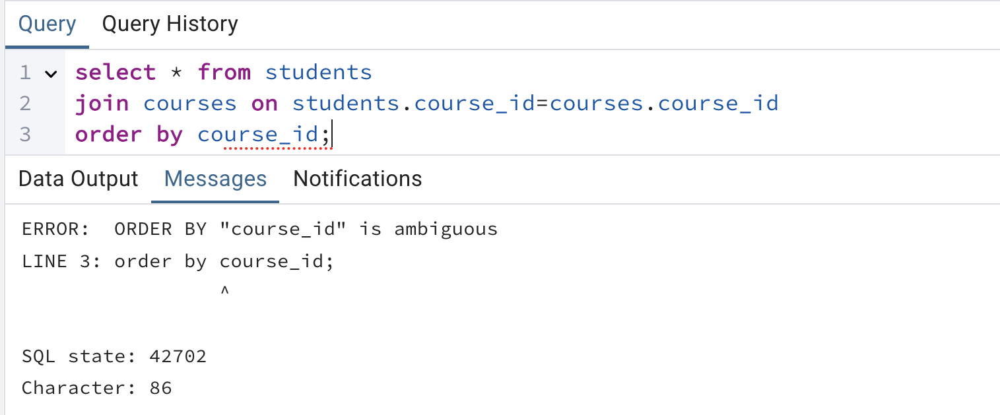 Query Query History
1 select * from students
2 join courses on students.course_id=courses.course_id
3 order by course_id;
Data Output Messages Notifications
ERROR:  ORDER BY "course_id" is ambiguous
LINE 3: order by course_id;
                 ^
SQL state: 42702
Character: 86